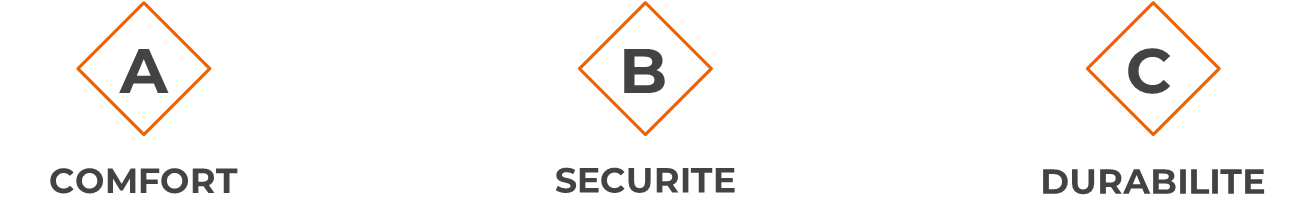 A
B
C
COMFORT
SECURITE
DURABILITE